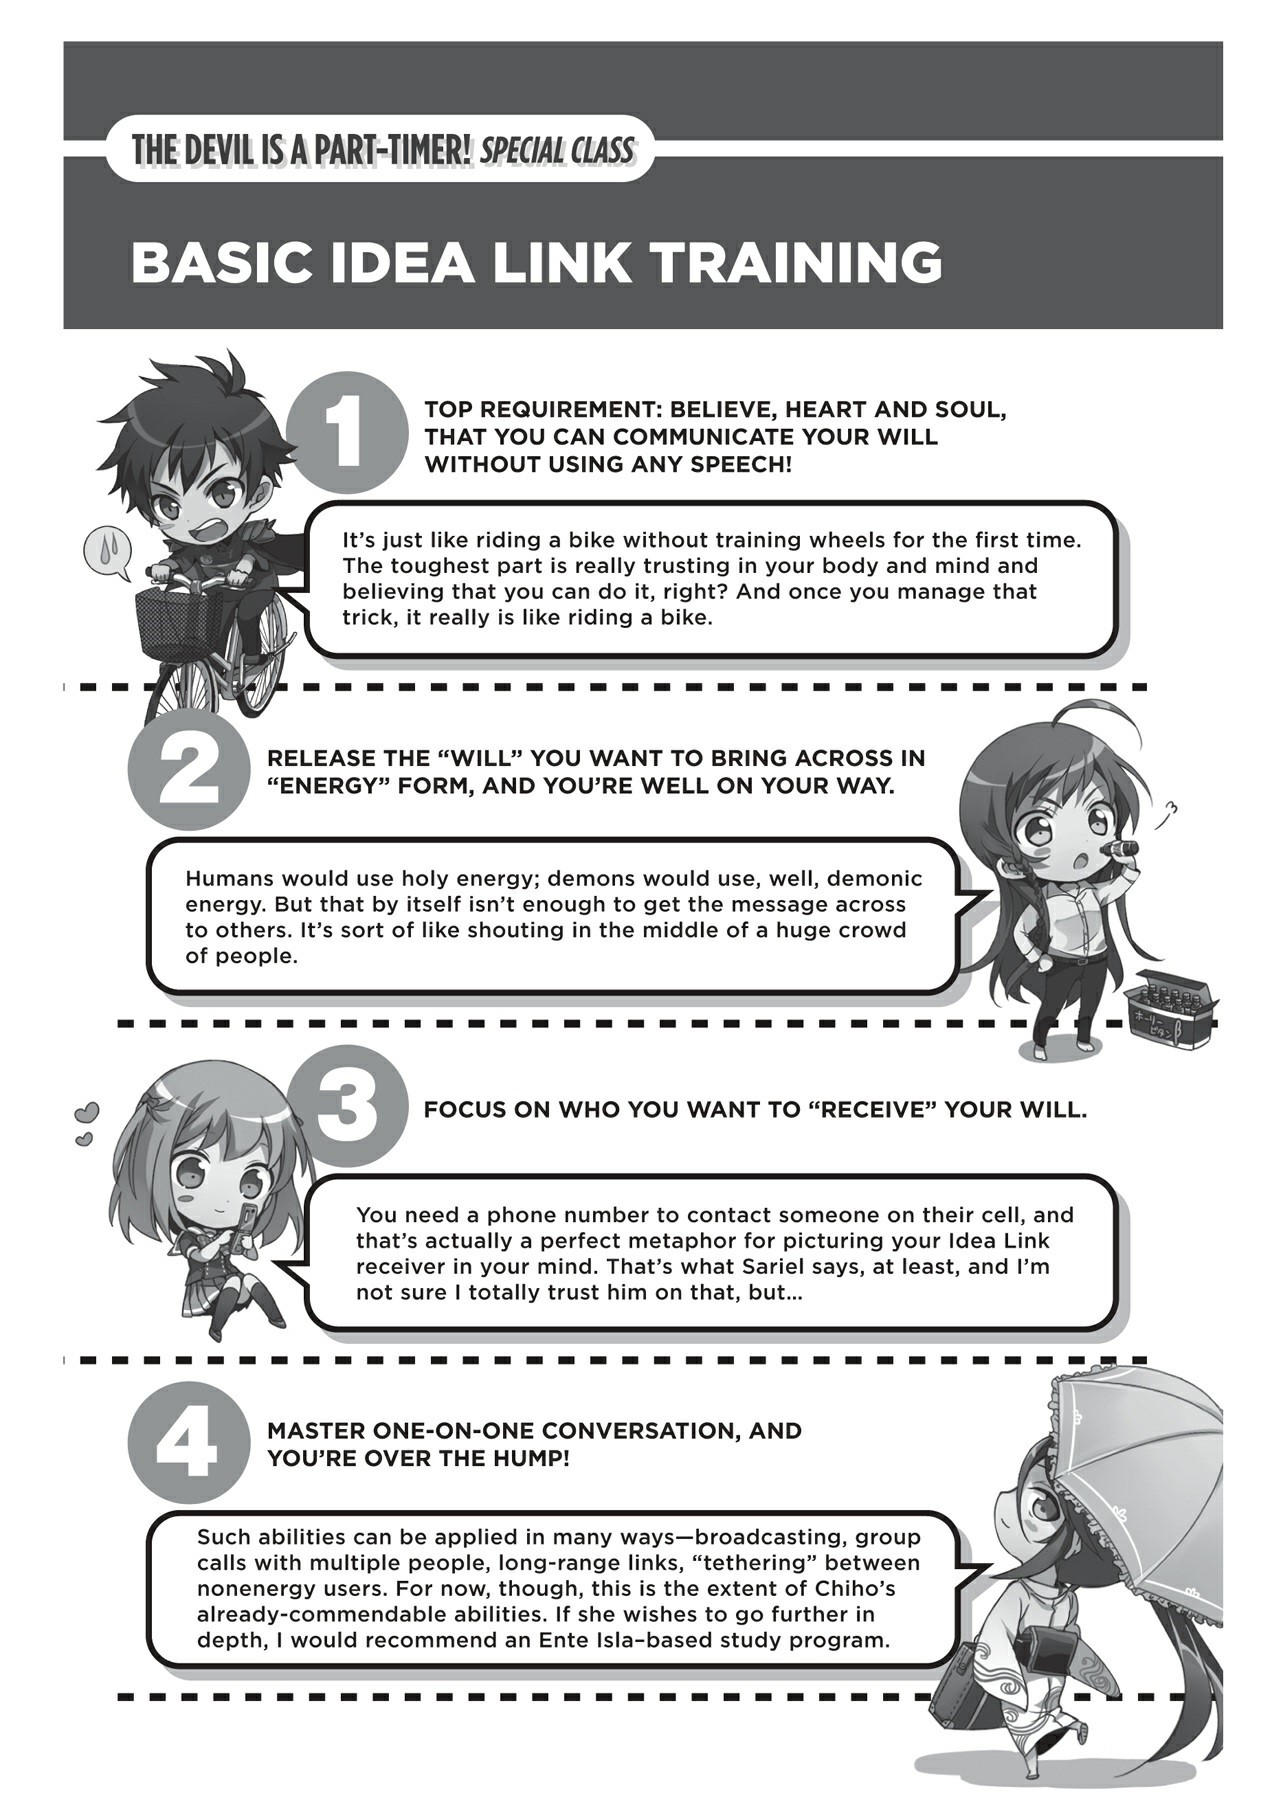 THE DEVIL IS A PART-TIMER! SPECIAL CLASS
BASIC IDEA LINK TRAINING
1
TOP REQUIREMENT: BELIEVE, HEART AND SOUL,
THAT YOU CAN COMMUNICATE YOUR WILL
WITHOUT USING ANY SPEECH!
It’s just like riding a bike without training wheels for the first time.
The toughest part is really trusting in your body and mind and
believing that you can do it, right? And once you manage that
trick, it really is like riding a bike.
2
RELEASE THE “WILL” YOU WANT TO BRING ACROSS IN
“ENERGY” FORM, AND YOU’RE WELL ON YOUR WAY.
Humans would use holy energy; demons would use, well, demonic
energy. But that by itself isn’t enough to get the message across
to others. It’s sort of like shouting in the middle of a huge crowd
of people.
ホーリー
ビタンβ
3
FOCUS ON WHO YOU WANT TO “RECEIVE” YOUR WILL.
You need a phone number to contact someone on their cell, and
that’s actually a perfect metaphor for picturing your Idea Link
receiver in your mind. That’s what Sariel says, at least, and I’m
not sure I totally trust him on that, but...
4
MASTER ONE-ON-ONE CONVERSATION, AND
YOU’RE OVER THE HUMP!
Such abilities can be applied in many ways—broadcasting, group
calls with multiple people, long-range links, “tethering” between
nonenergy users. For now, though, this is the extent of Chiho’s
already-commendable abilities. If she wishes to go further in
depth, I would recommend an Ente Isla–based study program.